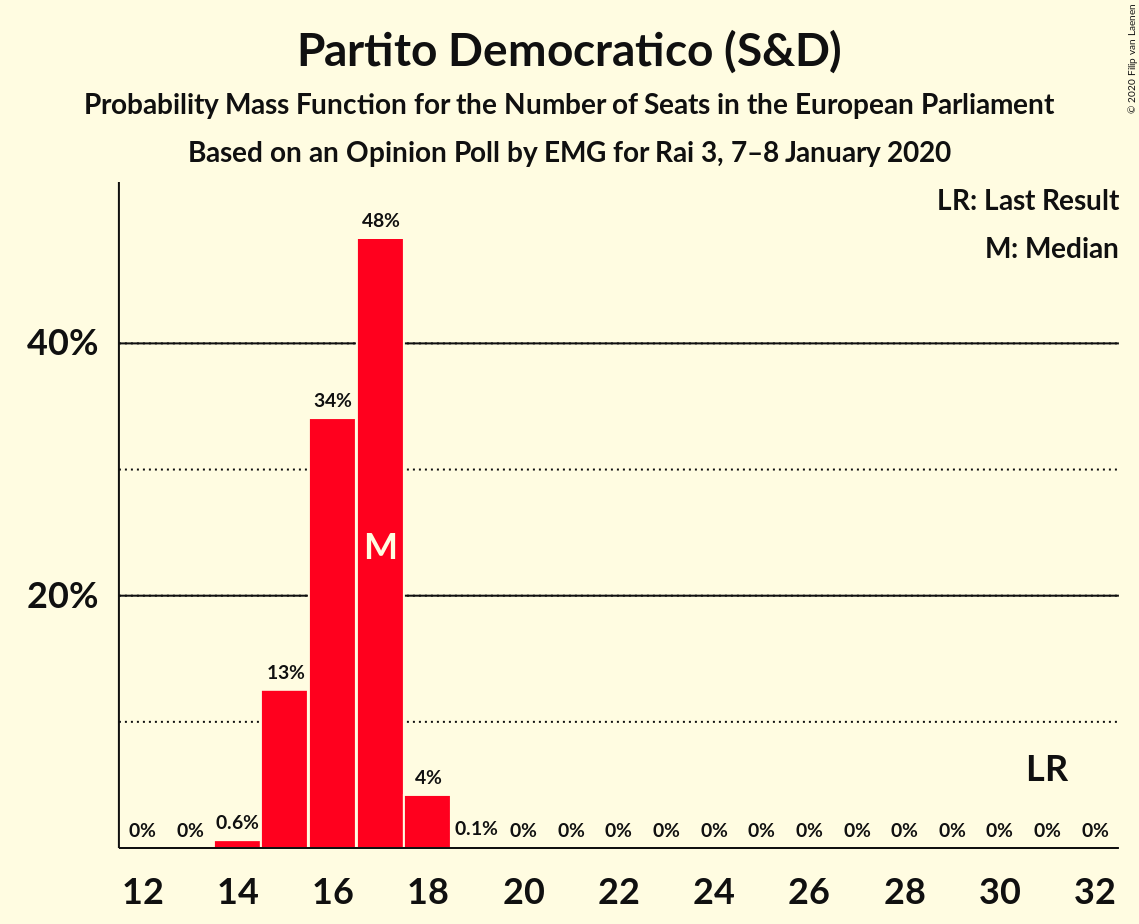 Partito Democratico (S&D)
Probability Mass Function for the Number of Seats in the European Parliament
Based on an Opinion Poll by EMG for Rai 3, 7–8 January 2020
© 2020 Filip van Laenen
LR: Last Result
M: Median
48%
40%
34%
M
20%
13%
LR
4%
0% 0% 0.6% 0.1% 0% 0% 0% 0% 0% 0% 0% 0% 0% 0% 0% 0% 0%
12 14 16 18 20 22 24 26 28 30 32